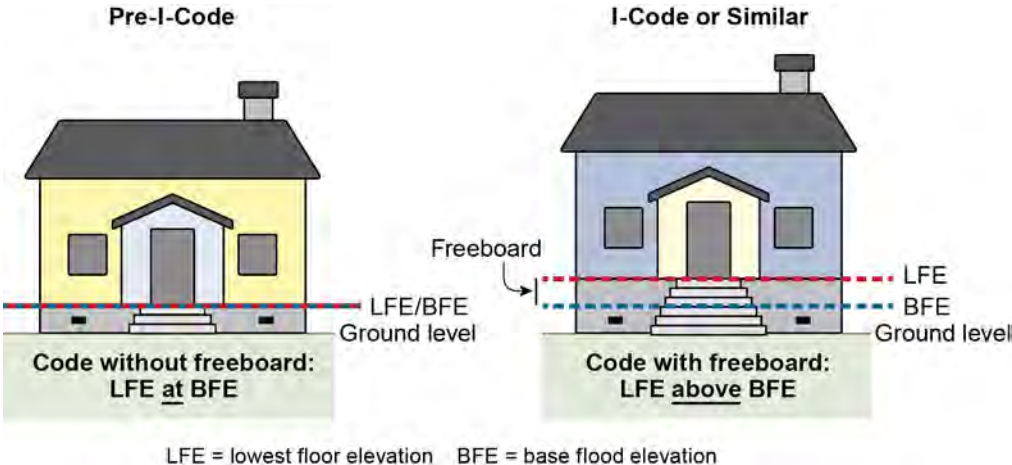 Pre-I-Code
LFE/BFE
Ground level
Code without freeboard:
LFE at BFE
I-Code or Similar
Freeboard
LFE
BFE
Ground level
Code with freeboard:
LFE above BFE
LFE = lowest floor elevation BFE = base flood elevation